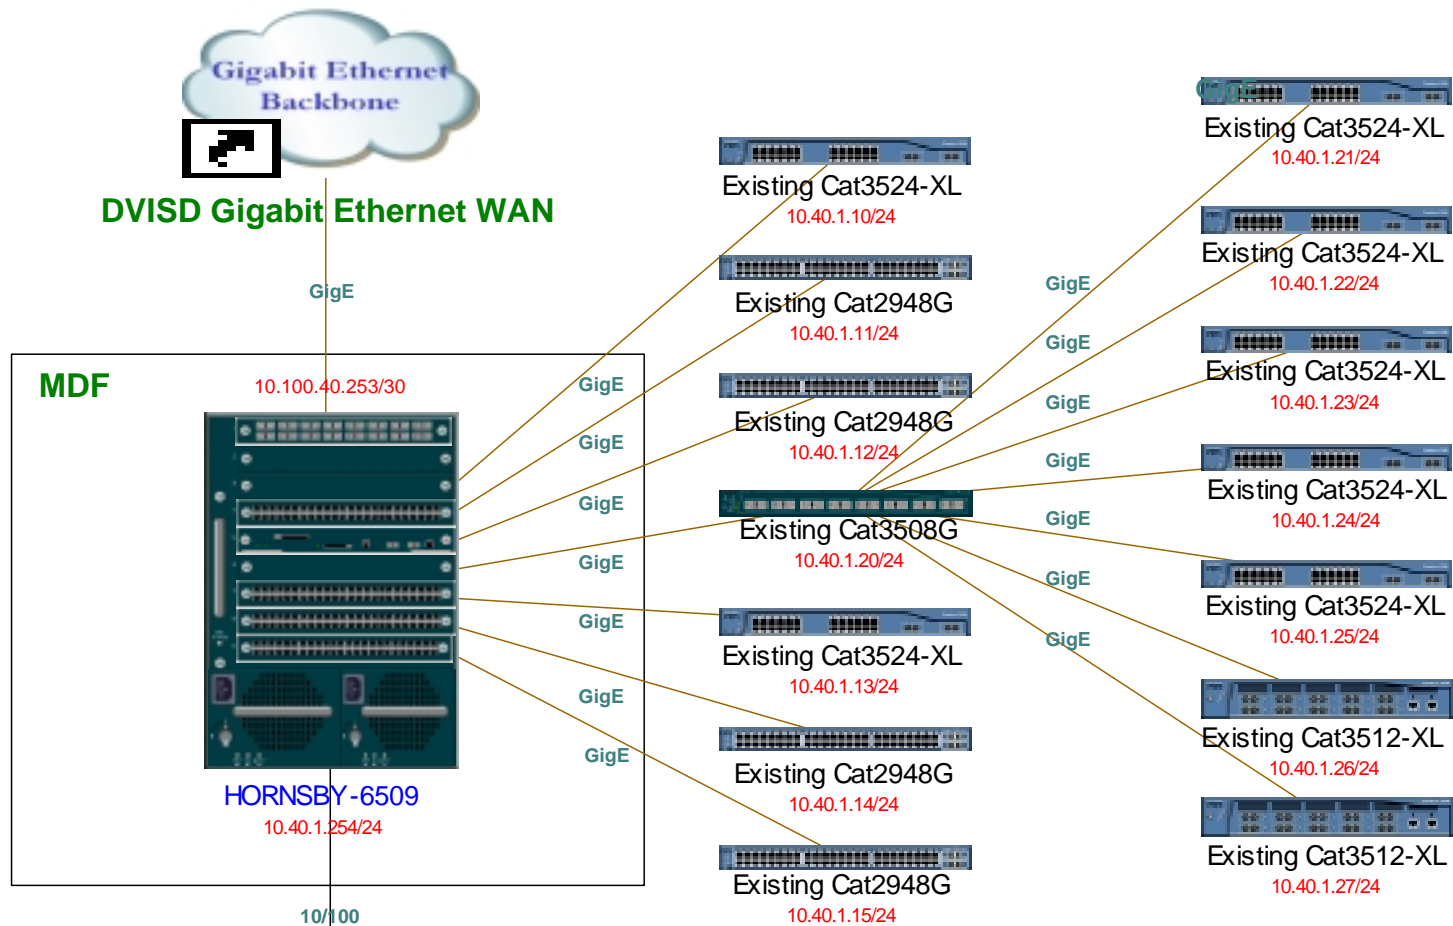 Gigabit Ethernet
Backbone
DVISD Gigabit Ethernet WAN
GigE
MDF
10.100.40.253/30
HORNSBY-6509
10.40.1.254/24
10/100
GigE
GigE
GigE
GigE
GigE
GigE
GigE
Existing Cat3524-XL
10.40.1.10/24
Existing Cat2948G
10.40.1.11/24
Existing Cat2948G
10.40.1.12/24
Existing Cat3508G
10.40.1.20/24
Existing Cat3524-XL
10.40.1.13/24
Existing Cat2948G
10.40.1.14/24
Existing Cat2948G
10.40.1.15/24
GigE
GigE
GigE
GigE
GigE
GigE
GigE
GigE
Existing Cat3524-XL
10.40.1.21/24
Existing Cat3524-XL
10.40.1.22/24
Existing Cat3524-XL
10.40.1.23/24
Existing Cat3524-XL
10.40.1.24/24
Existing Cat3524-XL
10.40.1.25/24
Existing Cat3512-XL
10.40.1.26/24
Existing Cat3512-XL
10.40.1.27/24